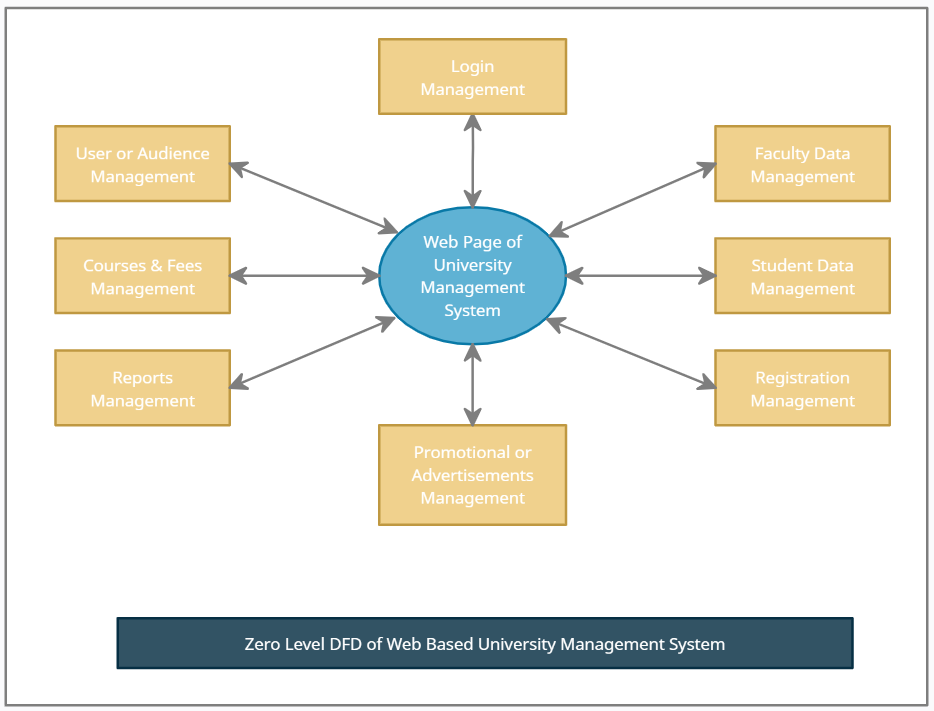 Login
Management
User or Audience
Management
Faculty Data
Management
Web Page of
University
Management
System
Courses & Fees
Management
Student Data
Management
Reports
Management
Registration
Management
Promotional or
Advertisements
Management
Zero Level DFD of Web Based University Management System